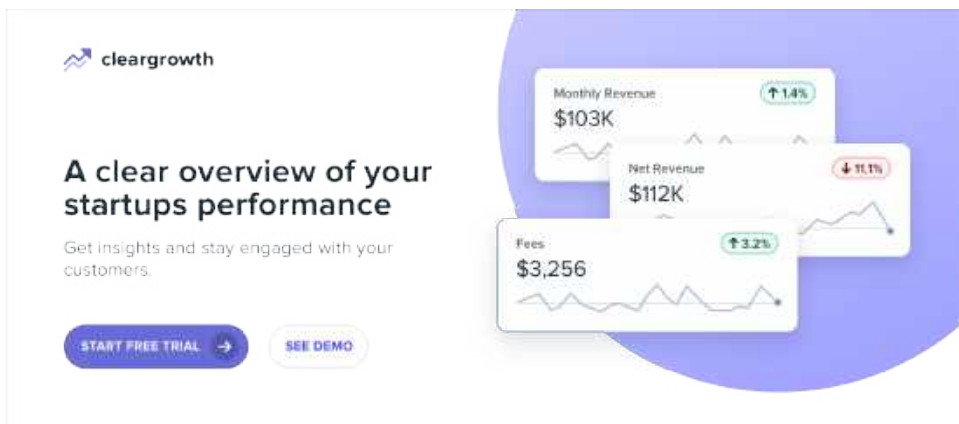 cleargrowth
A clear overview of your
startups performance
Get insights and stay engaged with your
customers.
START FREE TRIAL
SEE DEMO
Monthly Revenue
↑ 1.4%
$103K
Net Revenue
↓ 11,1%
$112K
Fees
↑ 3.2%
$3,256